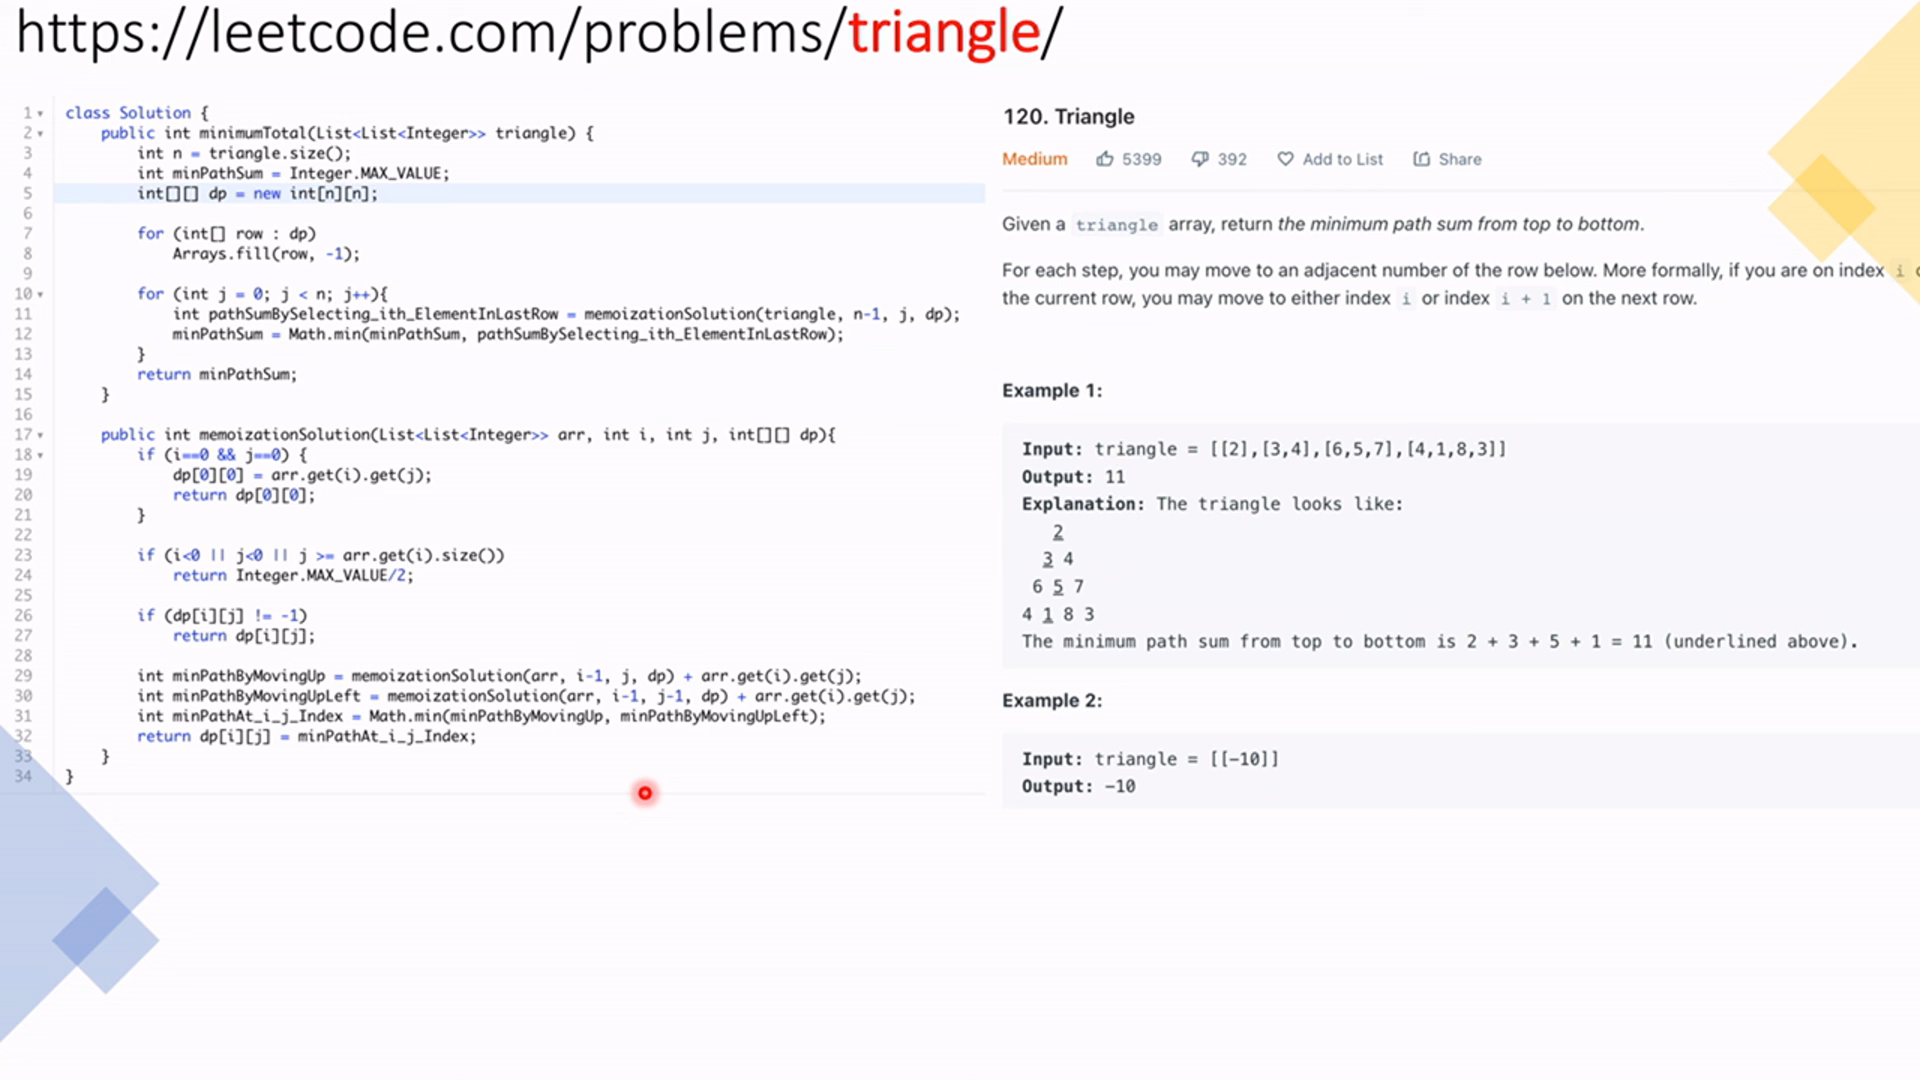 https://leetcode.com/problems/triangle/
1 class Solution {
2 public int minimumTotal(List<List<Integer>> triangle) {
3 int n = triangle.size();
4 int minPathSum = Integer.MAX_VALUE;
5 int[][] dp = new int[n][n];
6
7 for (int[] row : dp)
8 Arrays.fill(row, -1);
9
10 for (int j = 0; j < n; j++){
11 int pathSumBySelecting_ith_ElementInLastRow = memoizationSolution(triangle, n-1, j, dp);
12 minPathSum = Math.min(minPathSum, pathSumBySelecting_ith_ElementInLastRow);
13 }
14 return minPathSum;
15 }
16
17 public int memoizationSolution(List<List<Integer>> arr, int i, int j, int[][] dp){
18 if (i==0 && j==0) {
19 dp[0][0] = arr.get(i).get(j);
20 return dp[0][0];
21 }
22
23 if (i<0 || j<0 || j >= arr.get(i).size())
24 return Integer.MAX_VALUE/2;
25
26 if (dp[i][j] != -1)
27 return dp[i][j];
28
29 int minPathByMovingUp = memoizationSolution(arr, i-1, j, dp) + arr.get(i).get(j);
30 int minPathByMovingUpLeft = memoizationSolution(arr, i-1, j-1, dp) + arr.get(i).get(j);
31 int minPathAt_i_j_Index = Math.min(minPathByMovingUp, minPathByMovingUpLeft);
32 return dp[i][j] = minPathAt_i_j_Index;
33 }
34 }
120. Triangle
Medium 5399 392 Add to List Share
Given a triangle array, return the minimum path sum from top to bottom.
For each step, you may move to an adjacent number of the row below. More formally, if you are on index i
the current row, you may move to either index i or index i + 1 on the next row.
Example 1:
Input: triangle = [[2],[3,4],[6,5,7],[4,1,8,3]]
Output: 11
Explanation: The triangle looks like:
2
3 4
6 5 7
4 1 8 3
The minimum path sum from top to bottom is 2 + 3 + 5 + 1 = 11 (underlined above).
Example 2:
Input: triangle = [[-10]]
Output: -10